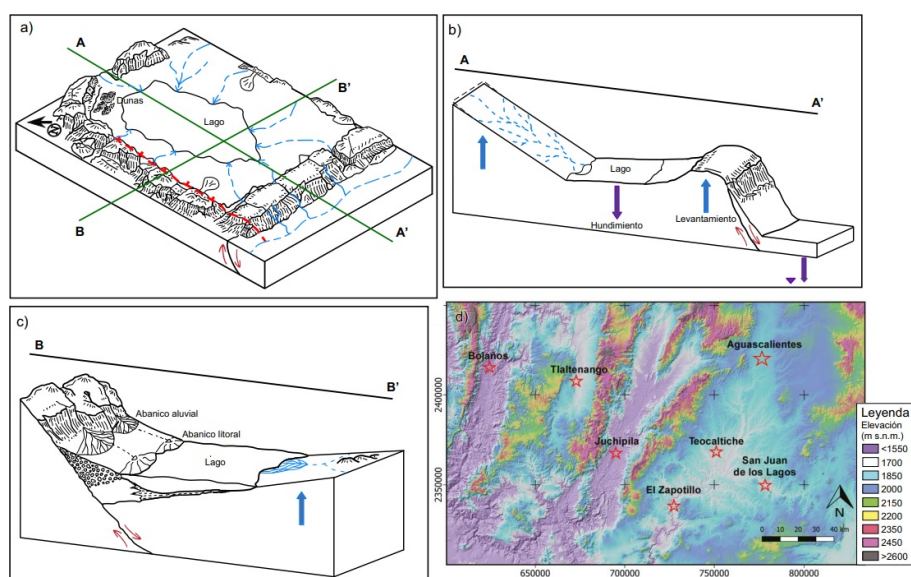 a)
A
B'
Dunas
Lago
N
B
A'
b)
A
A'
Lago
Hundimiento
Levantamiento
c)
B
B'
Abanico aluvial
Abanico litoral
Lago
d)
Bolaños
Tlaltenango
Aguascalientes
Juchipila
Teocaltiche
San Juan
de los Lagos
El Zapotillo
N
0 10 20 30 40 km
2400000
2350000
650000 700000 750000 800000
Leyenda
Elevación
(m s.n.m.)
<1550
1700
1850
2000
2150
2200
2350
2450
>2600